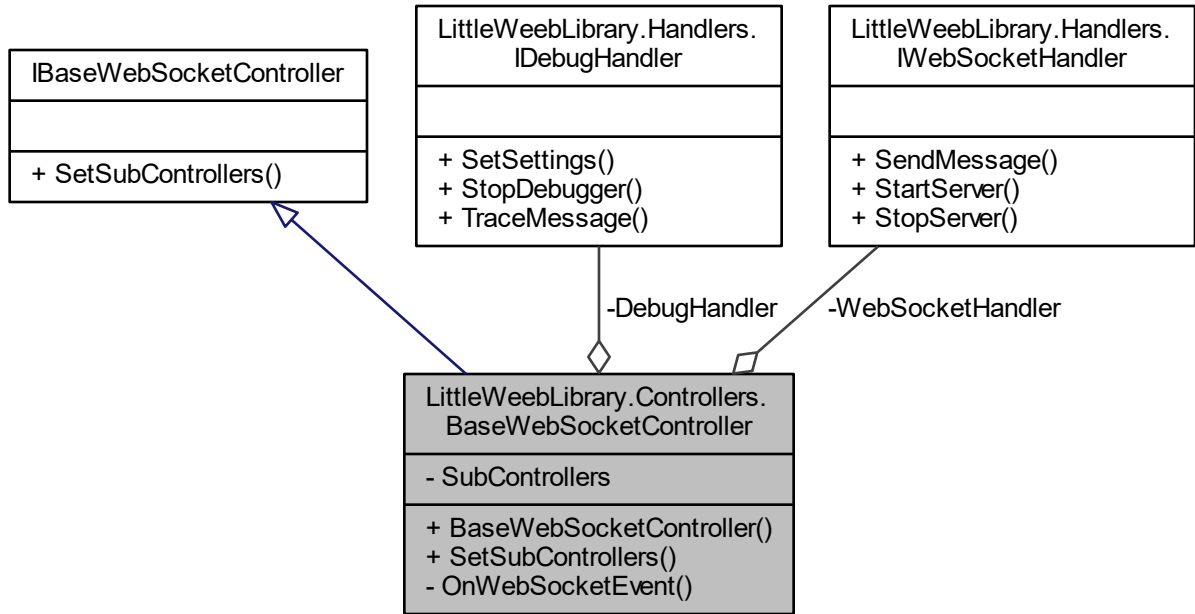 IBaseWebSocketController
+ SetSubControllers()
LittleWeebLibrary.Handlers.
IDebugHandler
+ SetSettings()
+ StopDebugger()
+ TraceMessage()
LittleWeebLibrary.Handlers.
IWebSocketHandler
+ SendMessage()
+ StartServer()
+ StopServer()
-DebugHandler
-WebSocketHandler
LittleWeebLibrary.Controllers.
BaseWebSocketController
- SubControllers
+ BaseWebSocketController()
+ SetSubControllers()
- OnWebSocketEvent()